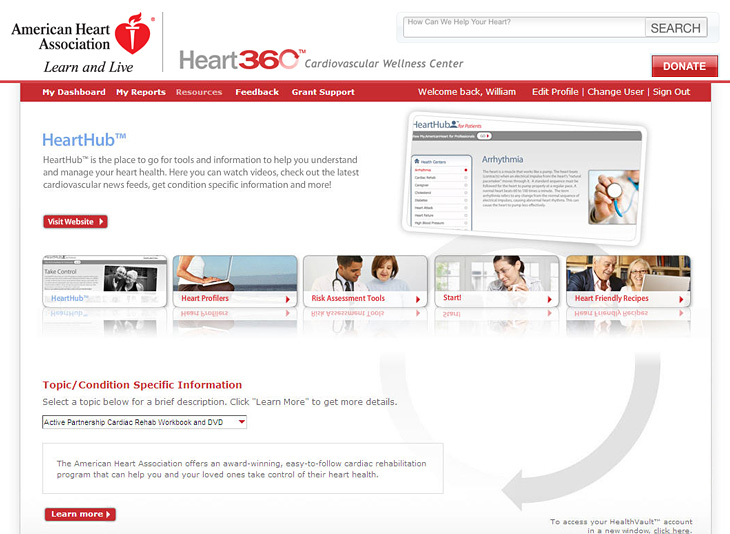 American Heart
Association
®
Learn and Live
Heart360™ Cardiovascular Wellness Center
How Can We Help Your Heart?
SEARCH
DONATE
My Dashboard My Reports Resources Feedback Grant Support Welcome back, William Edit Profile | Change User | Sign Out
HeartHub™
HeartHub™ is the place to go for tools and information to help you understand
and manage your heart health. Here you can watch videos, check out the latest
cardiovascular news feeds, get condition specific information and more!
Visit Website
HeartHub for Patients
Health Centers
Arrhythmia
Cardiac Rehab
Caregiver
Cholesterol
Diabetes
Heart Attack
Heart Failure
High Blood Pressure
Arrhythmia
Take Control
HeartHub™
Heart Profilers
Risk Assessment Tools
Start!
Heart Friendly Recipes
Topic/Condition Specific Information
Select a topic below for a brief description. Click "Learn More" to get more details.
Active Partnership Cardiac Rehab Workbook and DVD
The American Heart Association offers an award-winning, easy-to-follow cardiac rehabilitation
program that can help you and your loved ones take control of their heart health.
Learn more
To access your HealthVault™ account
in a new window, click here.